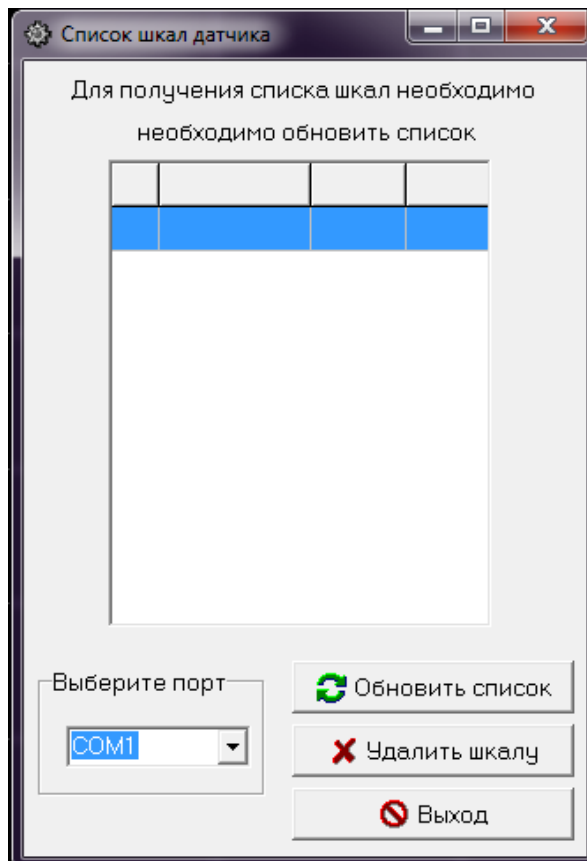 Список шкал датчика
Для получения списка шкал необходимо
необходимо обновить список
Выберите порт
COM1
Обновить список
Удалить шкалу
Выход